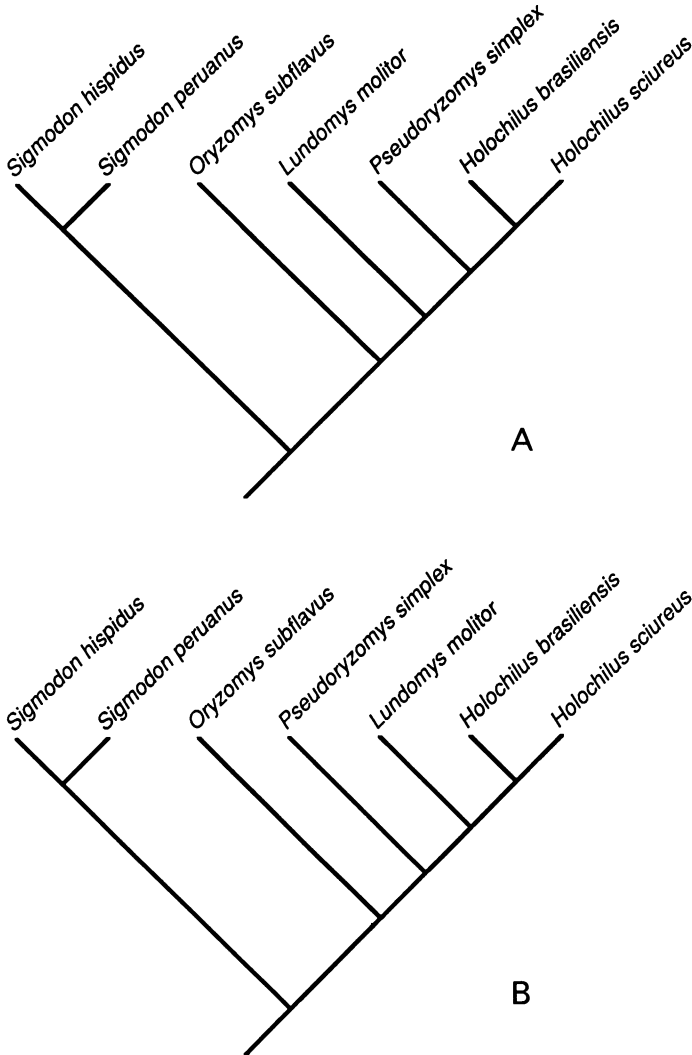 Sigmodon hispidus
Sigmodon peruanus
Oryzomys subflavus
Lundomys molitor
Pseudoryzomys simplex
Holochilus brasiliensis
Holochilus sciureus
A
Sigmodon hispidus
Sigmodon peruanus
Oryzomys subflavus
Pseudoryzomys simplex
Lundomys molitor
Holochilus brasiliensis
Holochilus sciureus
B